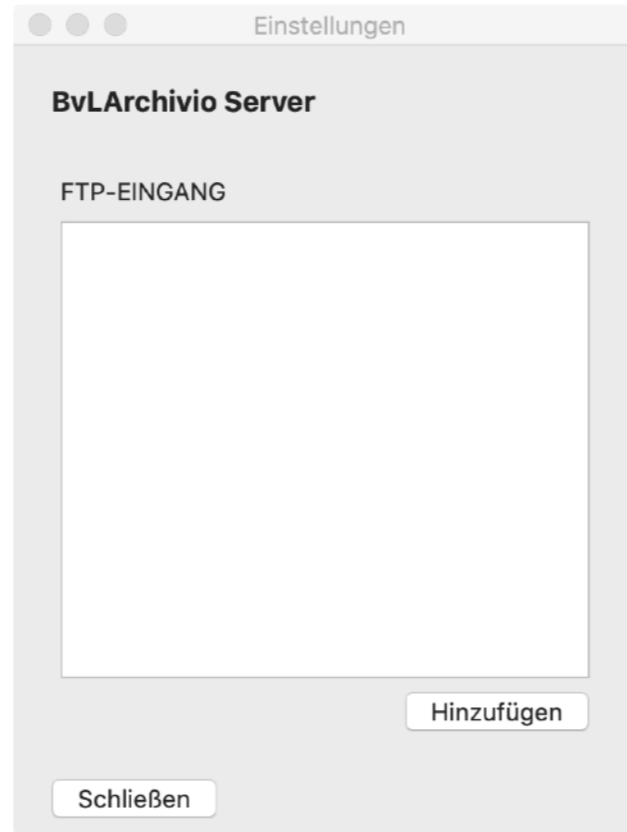 Einstellungen
BvLArchivio Server
FTP-EINGANG
Hinzufügen
Schließen